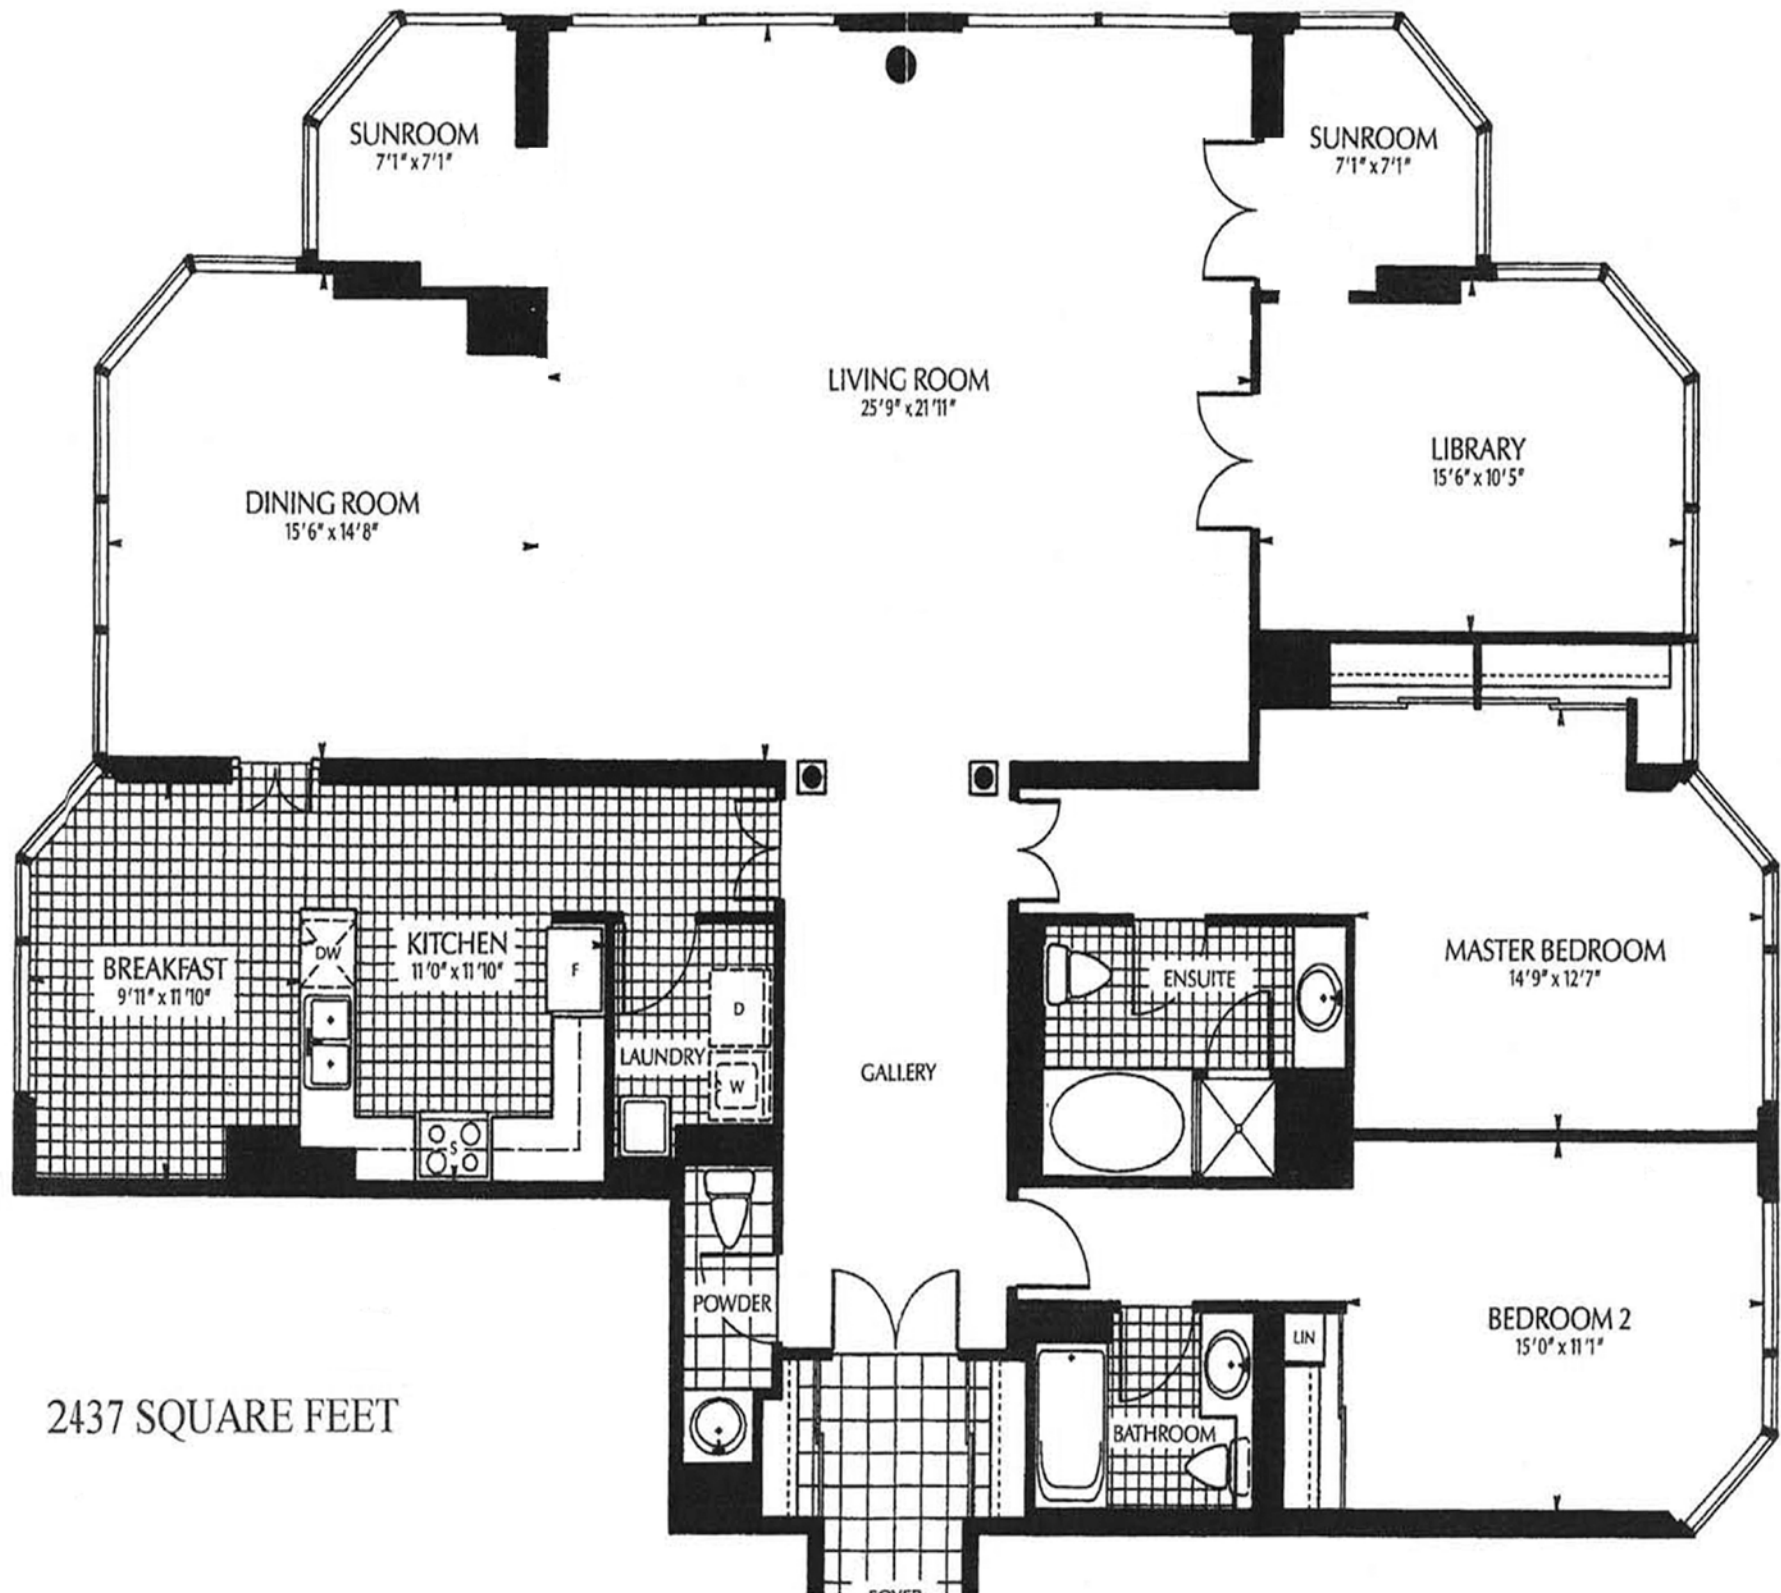 SUNROOM
7'1" x 7'1"
SUNROOM
7'1" x 7'1"
LIVING ROOM
25'9" x 21'11"
LIBRARY
15'6" x 10'5"
DINING ROOM
15'6" x 14'8"
BREAKFAST
9'11" x 11'10"
DW
KITCHEN
11'0" x 11'10"
F
S
LAUNDRY
D
W
GALLERY
ENSUITE
MASTER BEDROOM
14'9" x 12'7"
POWDER
BEDROOM 2
15'0" x 11'1"
LIN
BATHROOM
2437 SQUARE FEET
FOYER